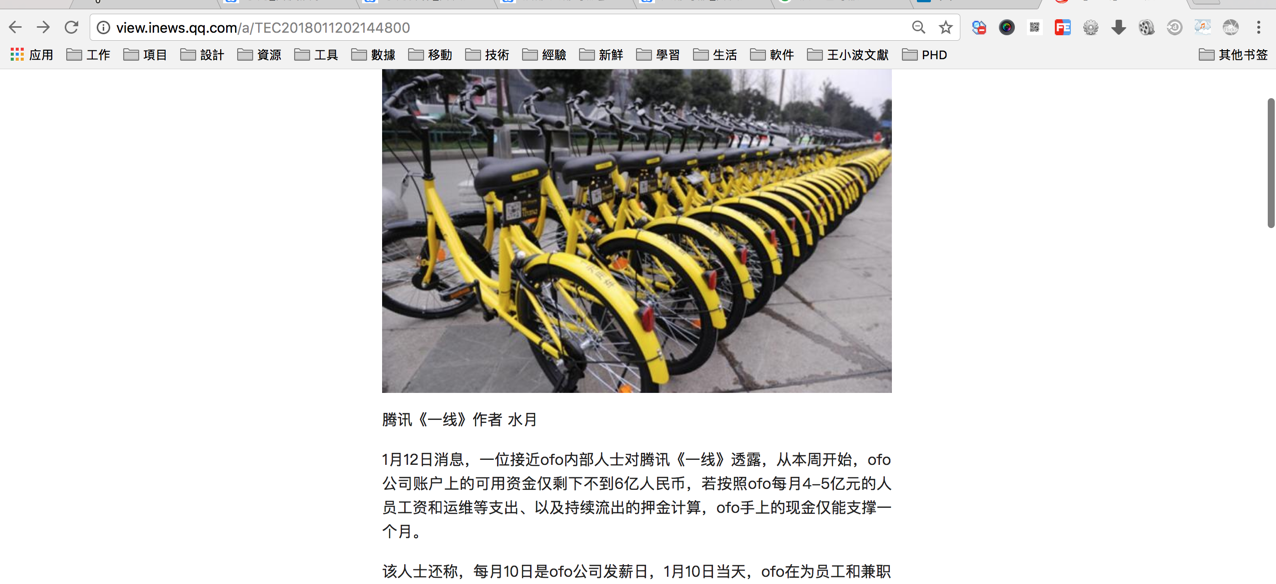 view.inews.qq.com/a/TEC2018011202144800
应用 工作 項目 設計 資源 工具 數據 移動 技術 經驗 新鮮 學習 生活 軟件 王小波文獻 PHD 其他书签
腾讯《一线》作者 水月
1月12日消息，一位接近ofo内部人士对腾讯《一线》透露，从本周开始，ofo
公司账户上的可用资金仅剩下不到6亿人民币，若按照ofo每月4–5亿元的人
员工资和运维等支出、以及持续流出的押金计算，ofo手上的现金仅能支撑一
个月。
该人士还称，每月10日是ofo公司发薪日，1月10日当天，ofo在为员工和兼职